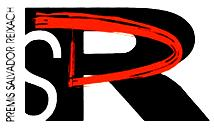 PREMIS SALVADOR REIXACH
SR